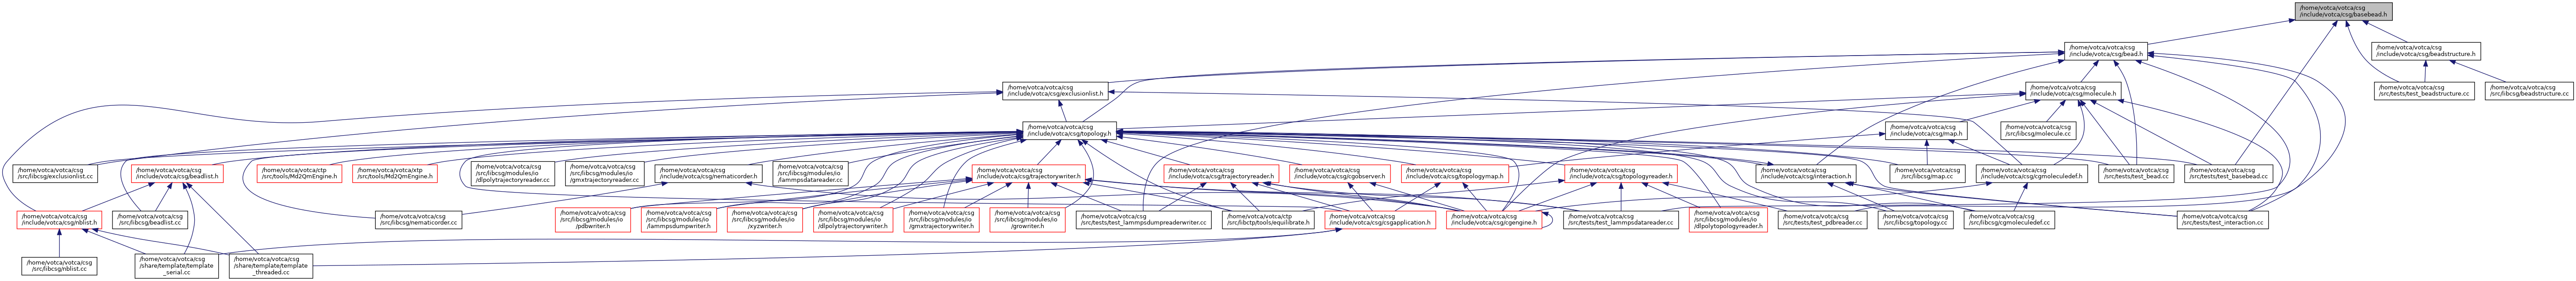 /home/votca/votca/csg
/include/votca/csg/basebead.h
/home/votca/votca/csg
/include/votca/csg/bead.h
/home/votca/votca/csg
/include/votca/csg/beadstructure.h
/home/votca/votca/csg
/include/votca/csg/exclusionlist.h
/home/votca/votca/csg
/include/votca/csg/molecule.h
/home/votca/votca/csg
/src/tests/test_beadstructure.cc
/home/votca/votca/csg
/src/libcsg/beadstructure.cc
/home/votca/votca/csg
/include/votca/csg/topology.h
/home/votca/votca/csg
/include/votca/csg/map.h
/home/votca/votca/csg
/src/libcsg/molecule.cc
/home/votca/votca/csg
/src/libcsg/exclusionlist.cc
/home/votca/votca/csg
/include/votca/csg/beadlist.h
/home/votca/votca/ctp
/src/tools/Md2QmEngine.h
/home/votca/votca/xtp
/src/tools/Md2QmEngine.h
/home/votca/votca/csg
/src/libcsg/modules/io
/dlpolytrajectoryreader.cc
/home/votca/votca/csg
/src/libcsg/modules/io
/gmxtrajectoryreader.cc
/home/votca/votca/csg
/include/votca/csg/nematicorder.h
/home/votca/votca/csg
/src/libcsg/modules/io
/lammpsdatareader.cc
/home/votca/votca/csg
/include/votca/csg/trajectorywriter.h
/home/votca/votca/csg
/include/votca/csg/trajectoryreader.h
/home/votca/votca/csg
/include/votca/csg/cgobserver.h
/home/votca/votca/csg
/include/votca/csg/topologymap.h
/home/votca/votca/csg
/include/votca/csg/topologyreader.h
/home/votca/votca/csg
/include/votca/csg/interaction.h
/home/votca/votca/csg
/src/libcsg/map.cc
/home/votca/votca/csg
/include/votca/csg/cgmoleculedef.h
/home/votca/votca/csg
/src/tests/test_bead.cc
/home/votca/votca/csg
/src/tests/test_basebead.cc
/home/votca/votca/csg
/include/votca/csg/nblist.h
/home/votca/votca/csg
/src/libcsg/beadlist.cc
/home/votca/votca/csg
/src/libcsg/nematicorder.cc
/home/votca/votca/csg
/src/libcsg/modules/io
/pdbwriter.h
/home/votca/votca/csg
/src/libcsg/modules/io
/lammpsdumpwriter.h
/home/votca/votca/csg
/src/libcsg/modules/io
/xyzwriter.h
/home/votca/votca/csg
/src/libcsg/modules/io
/dlpolytrajectorywriter.h
/home/votca/votca/csg
/src/libcsg/modules/io
/gmxtrajectorywriter.h
/home/votca/votca/csg
/src/libcsg/modules/io
/growriter.h
/home/votca/votca/csg
/src/tests/test_lammpsdumpreaderwriter.cc
/home/votca/votca/ctp
/src/libctp/tools/equilibrate.h
/home/votca/votca/csg
/include/votca/csg/csgapplication.h
/home/votca/votca/csg
/include/votca/csg/cgengine.h
/home/votca/votca/csg
/src/tests/test_lammpsdatareader.cc
/home/votca/votca/csg
/src/libcsg/modules/io
/dlpolytopologyreader.h
/home/votca/votca/csg
/src/tests/test_pdbreader.cc
/home/votca/votca/csg
/src/libcsg/topology.cc
/home/votca/votca/csg
/src/libcsg/cgmoleculedef.cc
/home/votca/votca/csg
/src/tests/test_interaction.cc
/home/votca/votca/csg
/src/libcsg/nblist.cc
/home/votca/votca/csg
/share/template/template
_serial.cc
/home/votca/votca/csg
/share/template/template
_threaded.cc